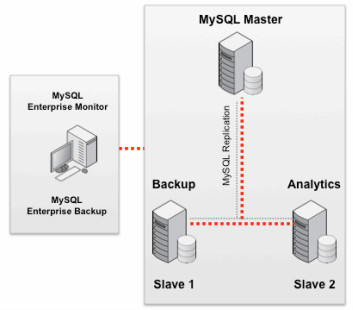 MySQL Master
MySQL
Enterprise Monitor
MySQL
Enterprise Backup
MySQL Replication
Backup
Analytics
Slave 1
Slave 2